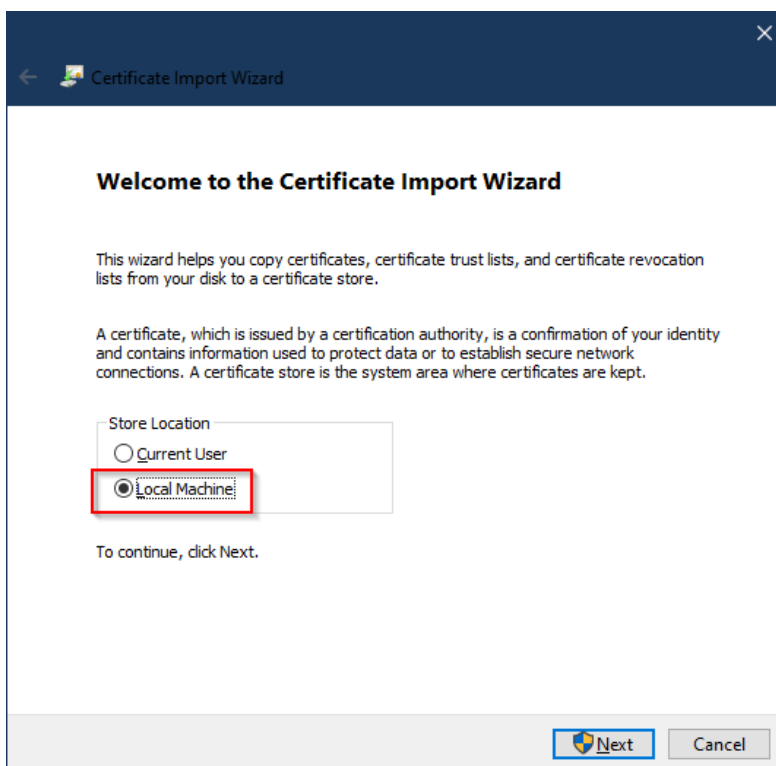 Certificate Import Wizard
Welcome to the Certificate Import Wizard
This wizard helps you copy certificates, certificate trust lists, and certificate revocation
lists from your disk to a certificate store.
A certificate, which is issued by a certification authority, is a confirmation of your identity
and contains information used to protect data or to establish secure network
connections. A certificate store is the system area where certificates are kept.
Store Location
Current User
Local Machine
To continue, click Next.
Next
Cancel